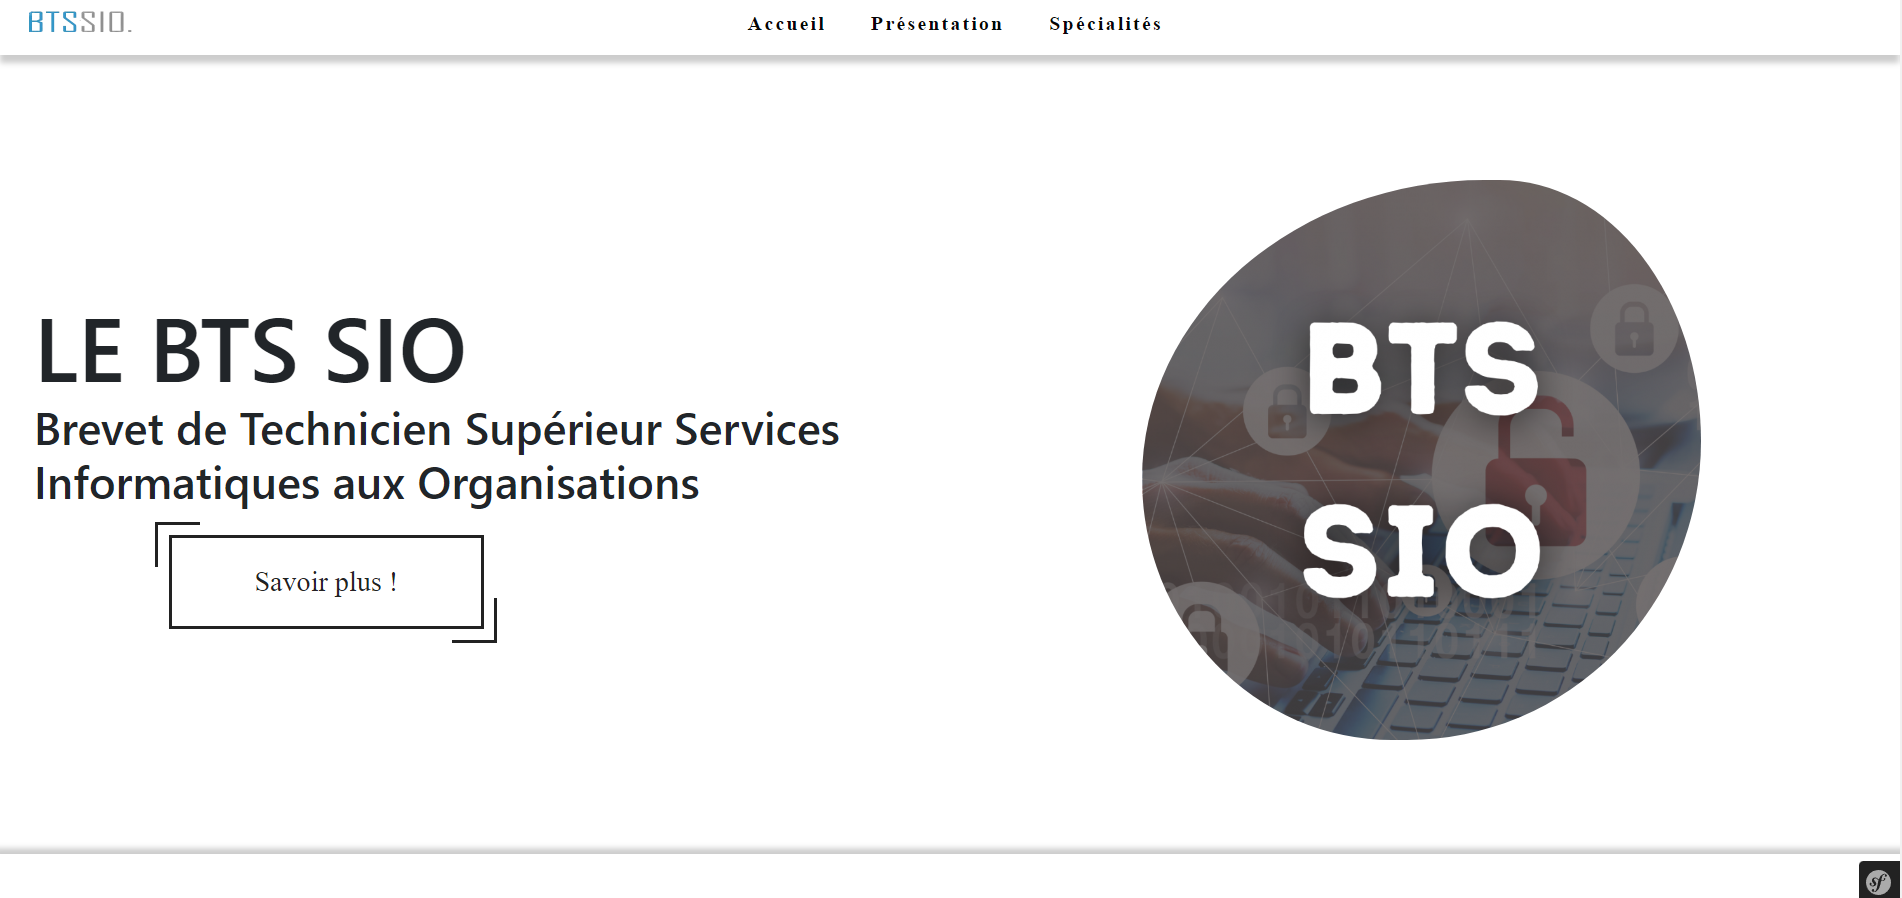 BTSSIO.
Accueil Présentation Spécialités
LE BTS SIO
Brevet de Technicien Supérieur Services
Informatiques aux Organisations
Savoir plus !
BTS
SIO
sf